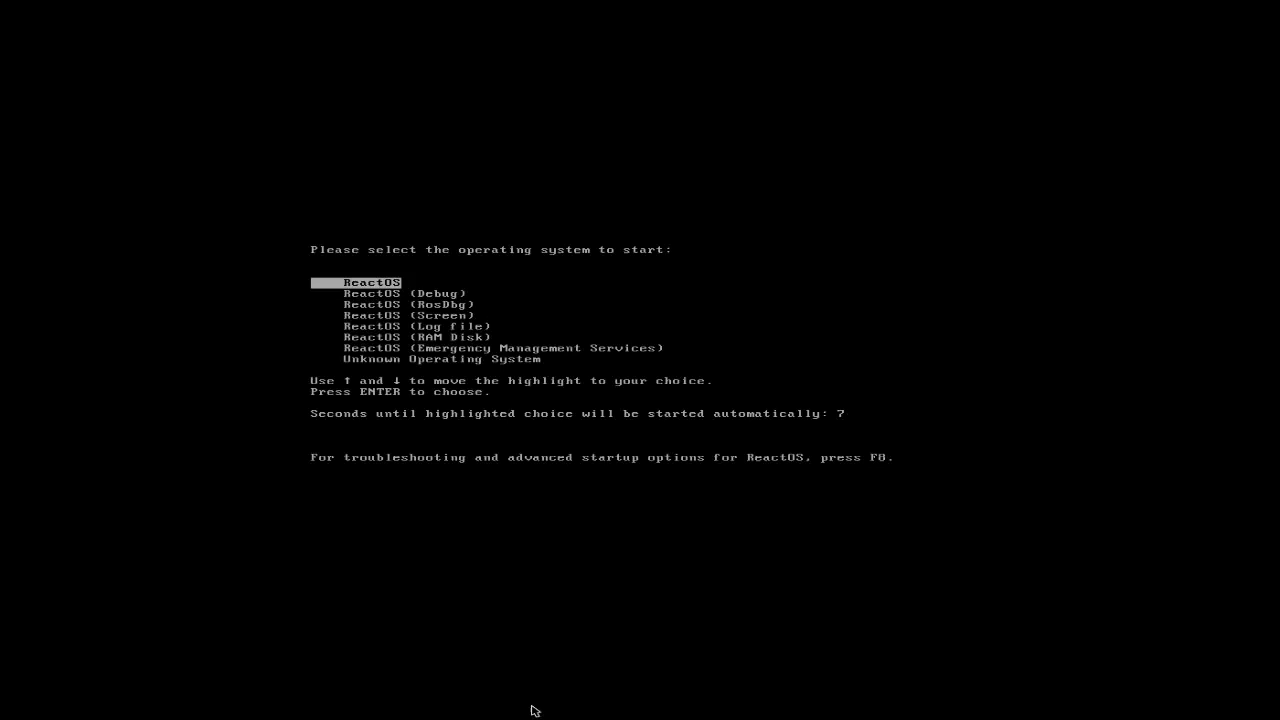 Please select the operating system to start:
ReactOS
ReactOS (Debug)
ReactOS (RosDbg)
ReactOS (Screen)
ReactOS (Log file)
ReactOS (RAM Disk)
ReactOS (Emergency Management Services)
Unknown Operating System
Use ↑ and ↓ to move the highlight to your choice.
Press ENTER to choose.
Seconds until highlighted choice will be started automatically: 7
For troubleshooting and advanced startup options for ReactOS, press F8.